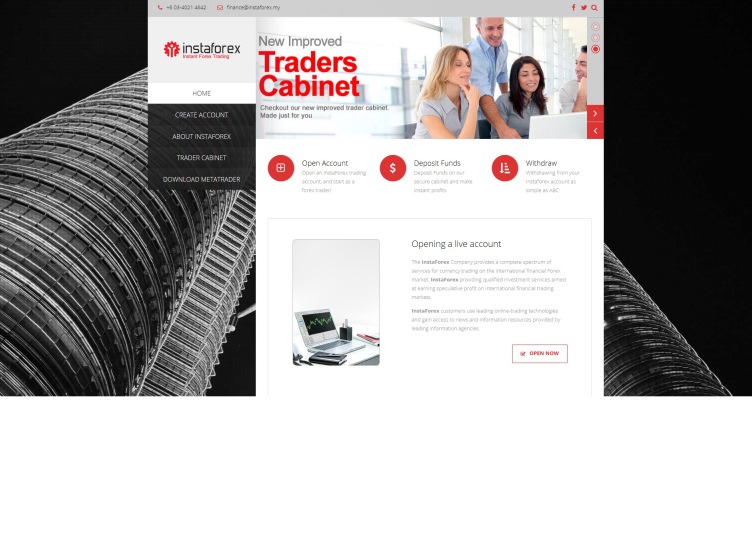 +6 03-4021 4842 finance@instaforex.my
instaforex
Instant Forex Trading
HOME
CREATE ACCOUNT
ABOUT INSTAFOREX
TRADER CABINET
DOWNLOAD METATRADER
New Improved
Traders
Cabinet
Checkout our new improved trader cabinet.
Made just for you
Open Account
Open an InstaForex trading
account, and start as a
forex trader!
Deposit Funds
Deposit Funds on our
secure cabinet and make
instant profits
Withdraw
Withdrawing from your
Instaforex account as
simple as ABC
Opening a live account
The InstaForex Company provides a complete spectrum of
services for currency trading on the international financial Forex
market. InstaForex providing qualified investment services aimed
at earning speculative profit on international financial trading
markets.
InstaForex customers use leading online-trading technologies
and gain access to news and information resources provided by
leading information agencies.
OPEN NOW